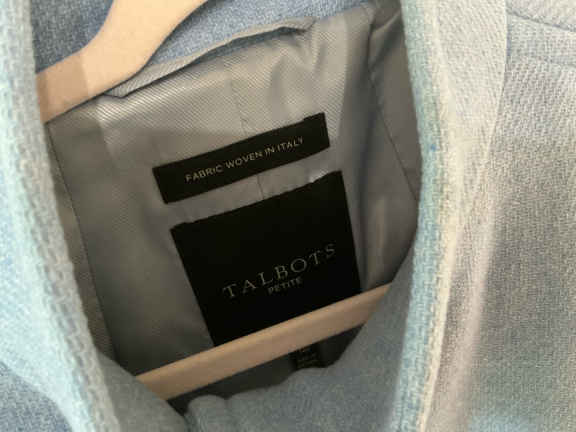 FABRIC WOVEN IN ITALY
TALBOTS
PETITE